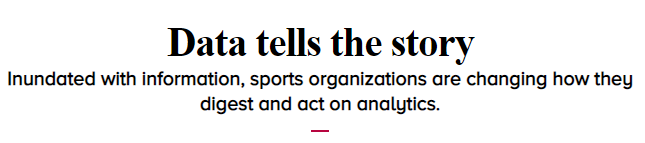 Data tells the story
Inundated with information, sports organizations are changing how they
digest and act on analytics.